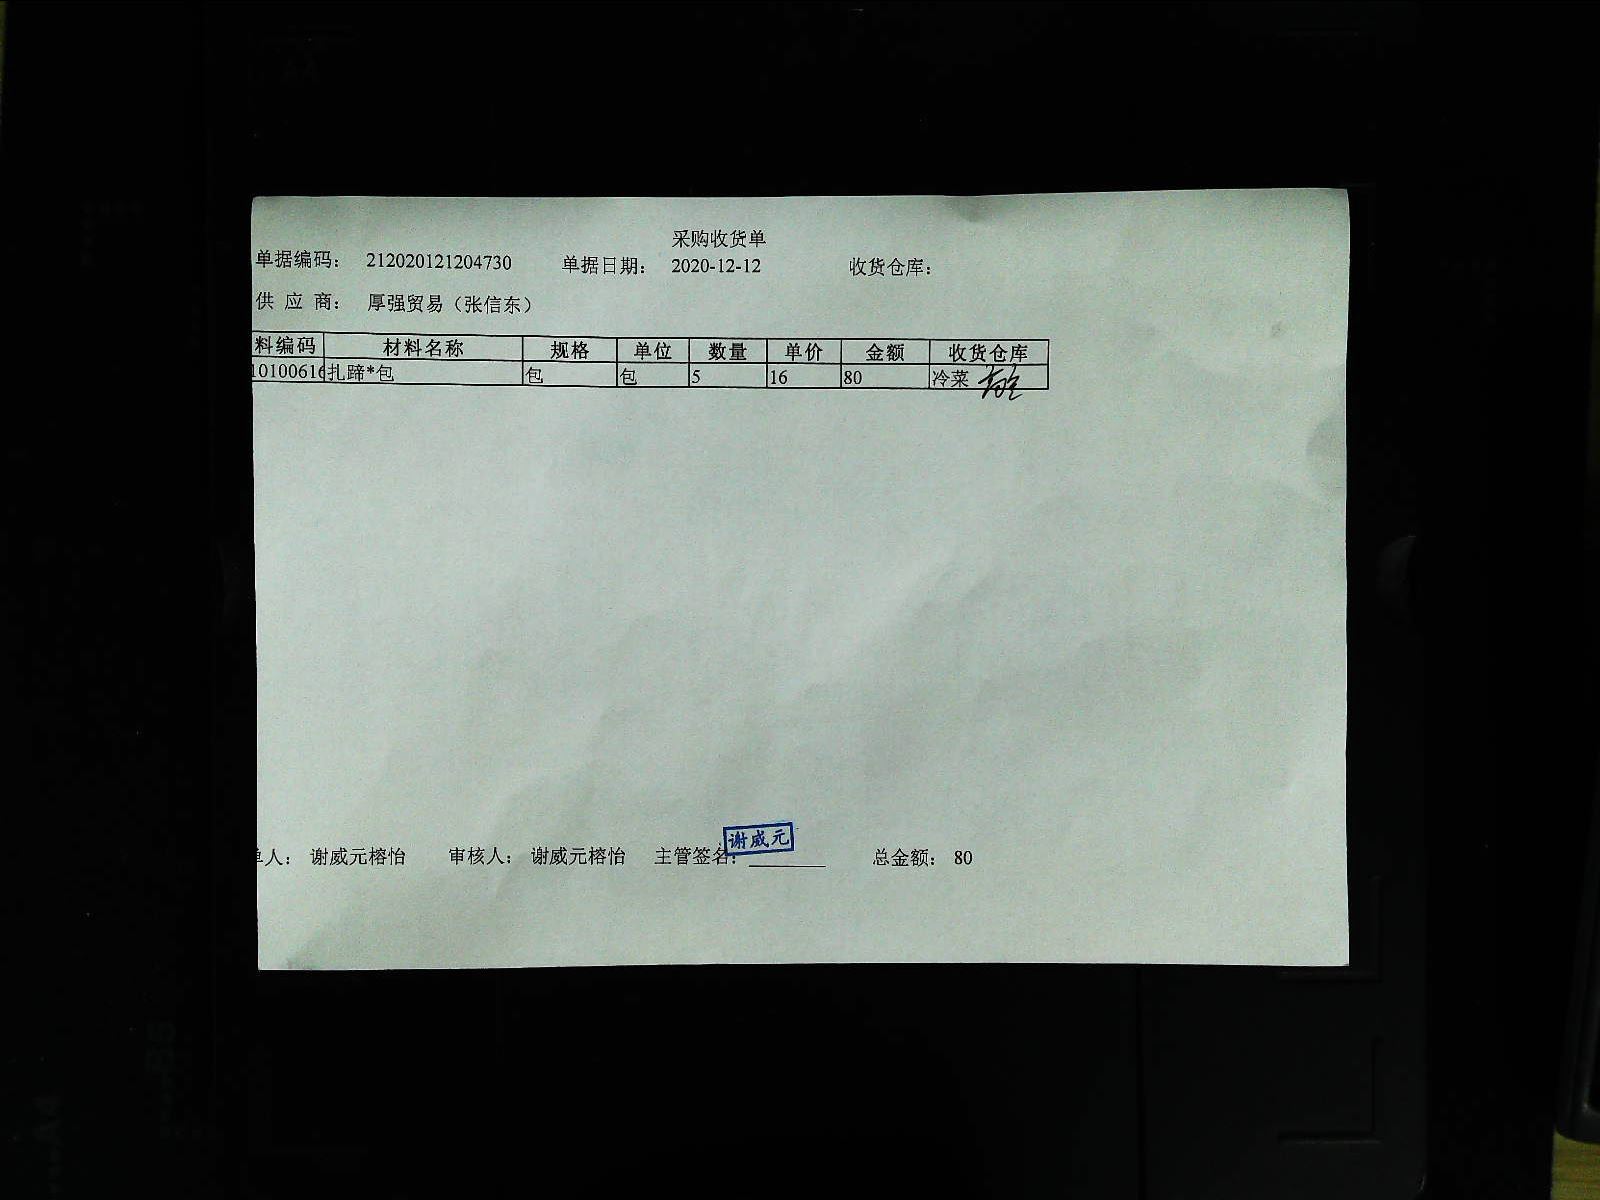 采购收货单
单据编码： 212020121204730 单据日期： 2020-12-12 收货仓库：
供 应 商： 厚强贸易（张信东）
料编码 材料名称 规格 单位 数量 单价 金额 收货仓库
10100616 扎蹄*包 包 包 5 16 80 冷菜
谢威元
单人： 谢威元榕怡 审核人： 谢威元榕怡 主管签名： 总金额： 80